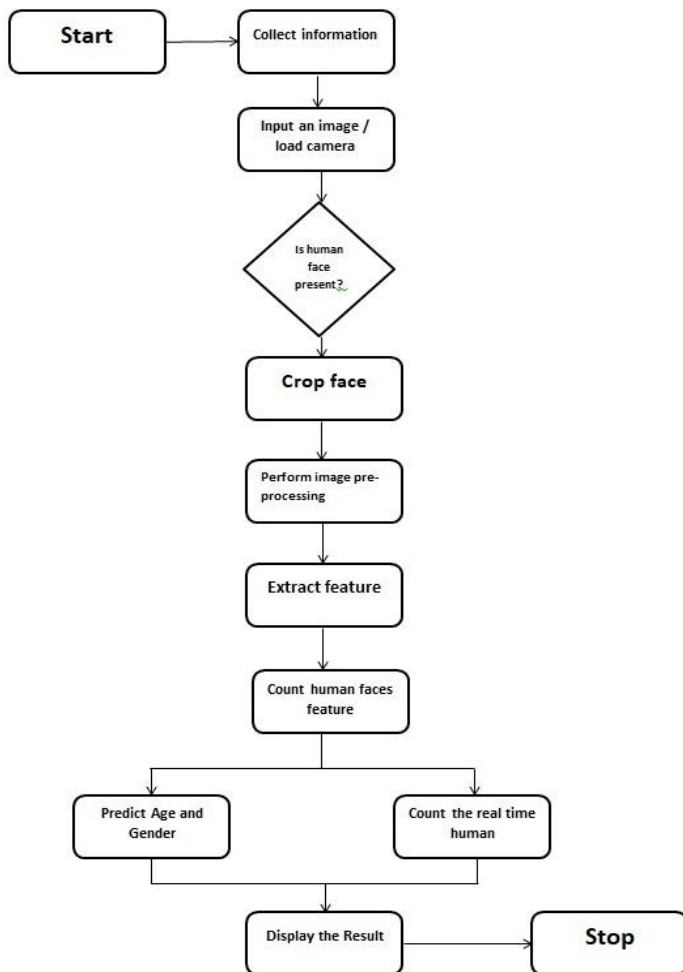 Start
Collect information
Input an image /
load camera
Is human
face
present?
Crop face
Perform image pre-
processing
Extract feature
Count human faces
feature
Predict Age and
Gender
Count the real time
human
Display the Result
Stop